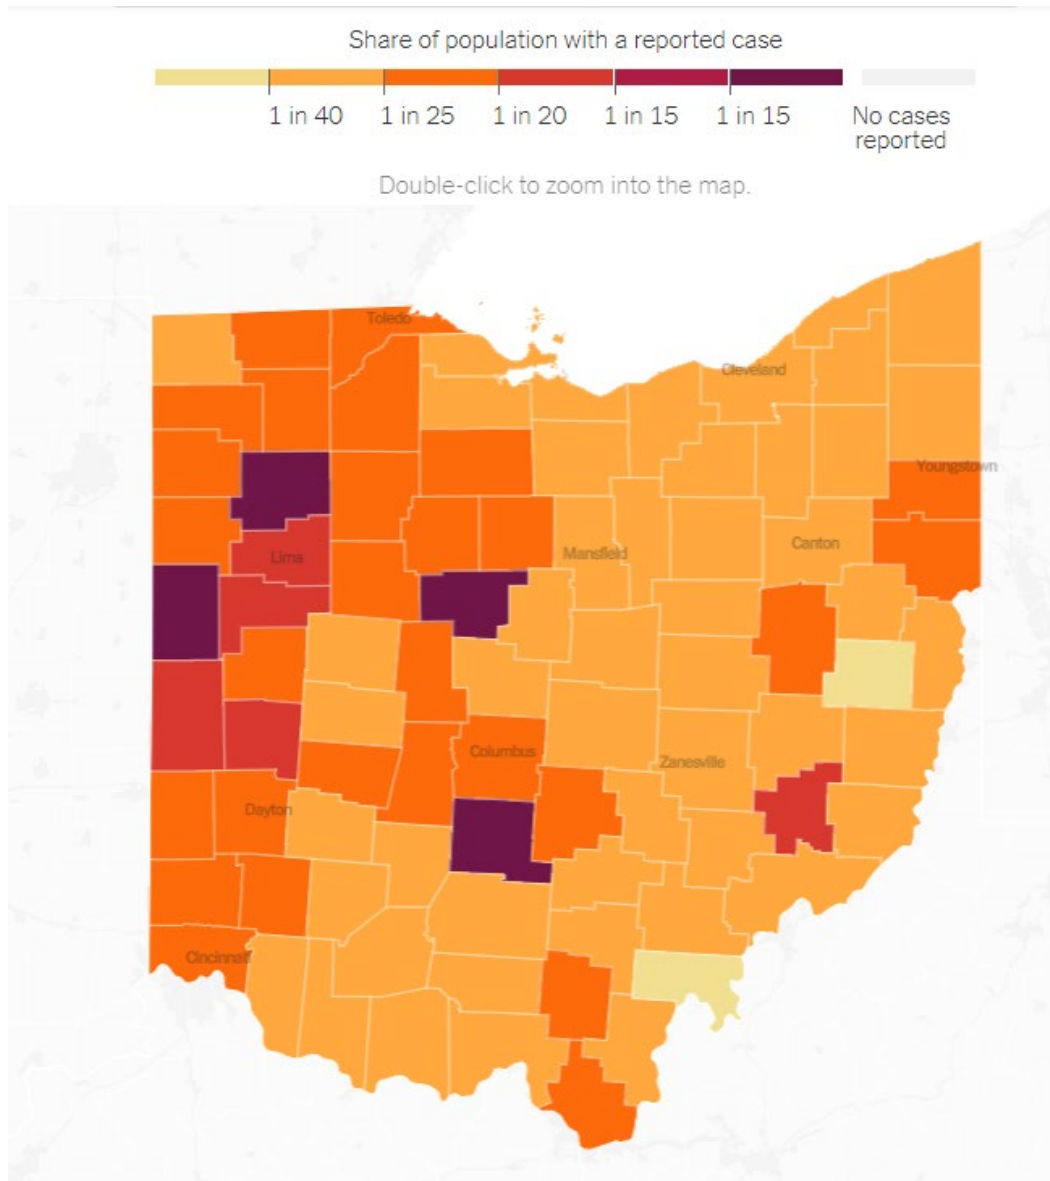 Share of population with a reported case
1 in 40 1 in 25 1 in 20 1 in 15 1 in 15 No cases
reported
Double-click to zoom into the map.
Toledo
Cleveland
Youngstown
Lima
Mansfield
Canton
Columbus
Zanesville
Dayton
Cincinnati